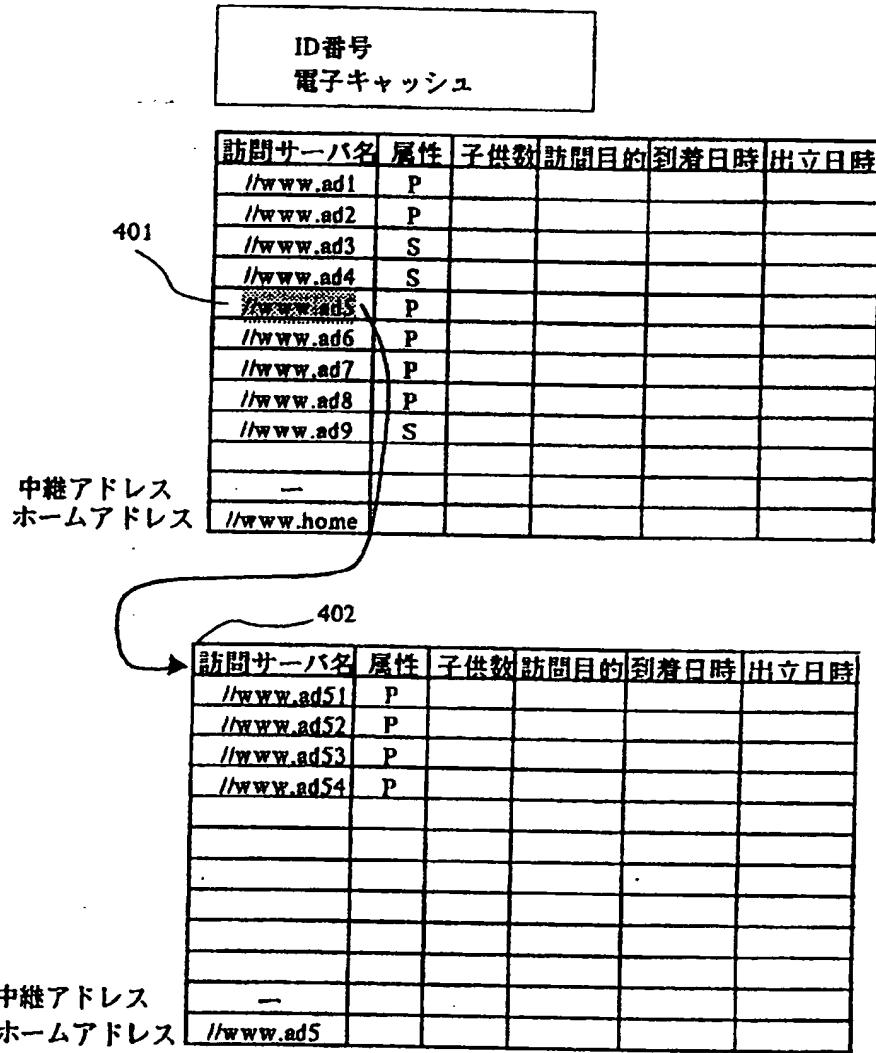 ID番号
電子キャッシュ
訪問サーバ名 属性 子供数 訪問目的 到着日時 出立日時
//www.ad1 P
//www.ad2 P
401
//www.ad3 S
//www.ad4 S
//www.ad5 P
//www.ad6 P
//www.ad7 P
//www.ad8 P
//www.ad9 S
中継アドレス —
ホームアドレス //www.home
402
訪問サーバ名 属性 子供数 訪問目的 到着日時 出立日時
//www.ad51 P
//www.ad52 P
//www.ad53 P
//www.ad54 P
中継アドレス —
ホームアドレス //www.ad5